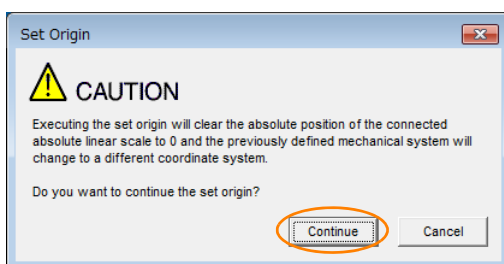 Set Origin
CAUTION
Executing the set origin will clear the absolute position of the connected
absolute linear scale to 0 and the previously defined mechanical system will
change to a different coordinate system.
Do you want to continue the set origin?
Continue
Cancel